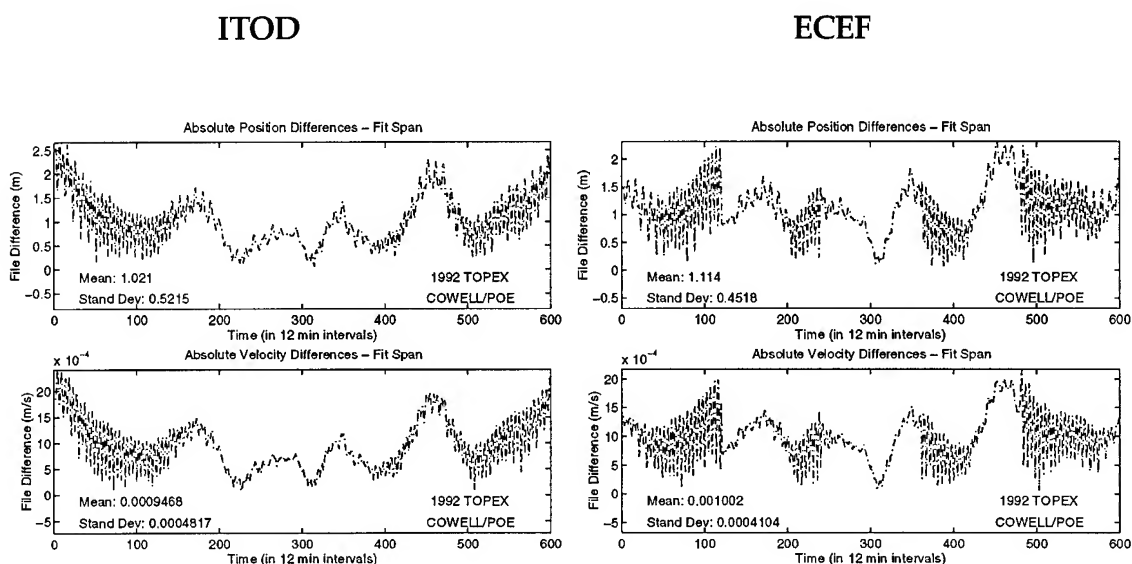 ITOD
Absolute Position Differences – Fit Span
File Difference (m)
2.5
2
1.5
1
0.5
0
−0.5
Mean: 1.021
Stand Dev: 0.5215
1992 TOPEX
COWELL/POE
0 100 200 300 400 500 600
Time (in 12 min intervals)
Absolute Velocity Differences – Fit Span
x 10⁻⁴
File Difference (m/s)
20
15
10
5
0
−5
Mean: 0.0009468
Stand Dev: 0.0004817
1992 TOPEX
COWELL/POE
0 100 200 300 400 500 600
Time (in 12 min intervals)
ECEF
Absolute Position Differences – Fit Span
File Difference (m)
2
1.5
1
0.5
0
−0.5
Mean: 1.114
Stand Dev: 0.4518
1992 TOPEX
COWELL/POE
0 100 200 300 400 500 600
Time (in 12 min intervals)
Absolute Velocity Differences – Fit Span
x 10⁻⁴
File Difference (m/s)
20
15
10
5
0
−5
Mean: 0.001002
Stand Dev: 0.0004104
1992 TOPEX
COWELL/POE
0 100 200 300 400 500 600
Time (in 12 min intervals)